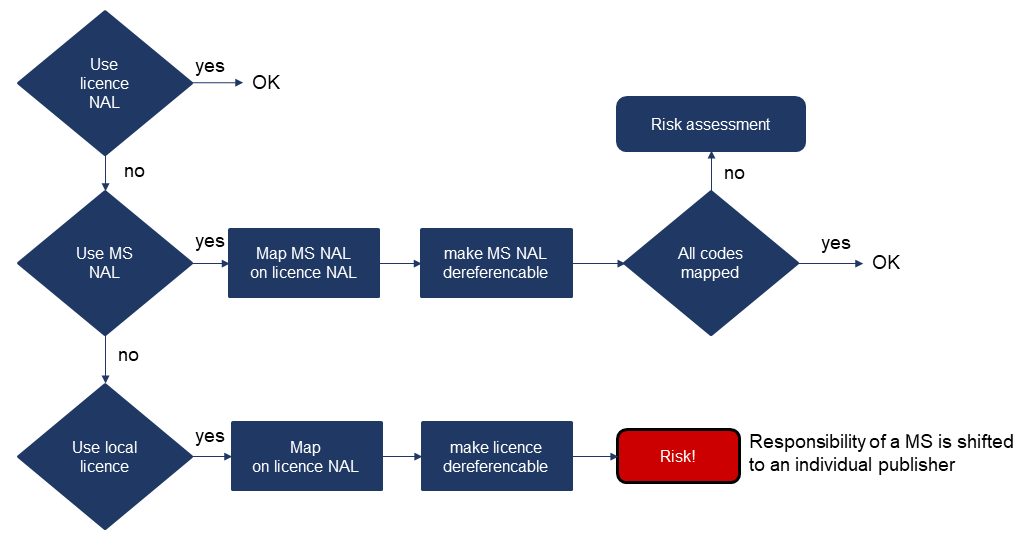 Use
licence
NAL
yes
OK
no
Use MS
NAL
yes
Map MS NAL
on licence NAL
make MS NAL
dereferencable
All codes
mapped
no
Risk assessment
yes
OK
no
Use local
licence
yes
Map
on licence NAL
make licence
dereferencable
Risk!
Responsibility of a MS is shifted
to an individual publisher